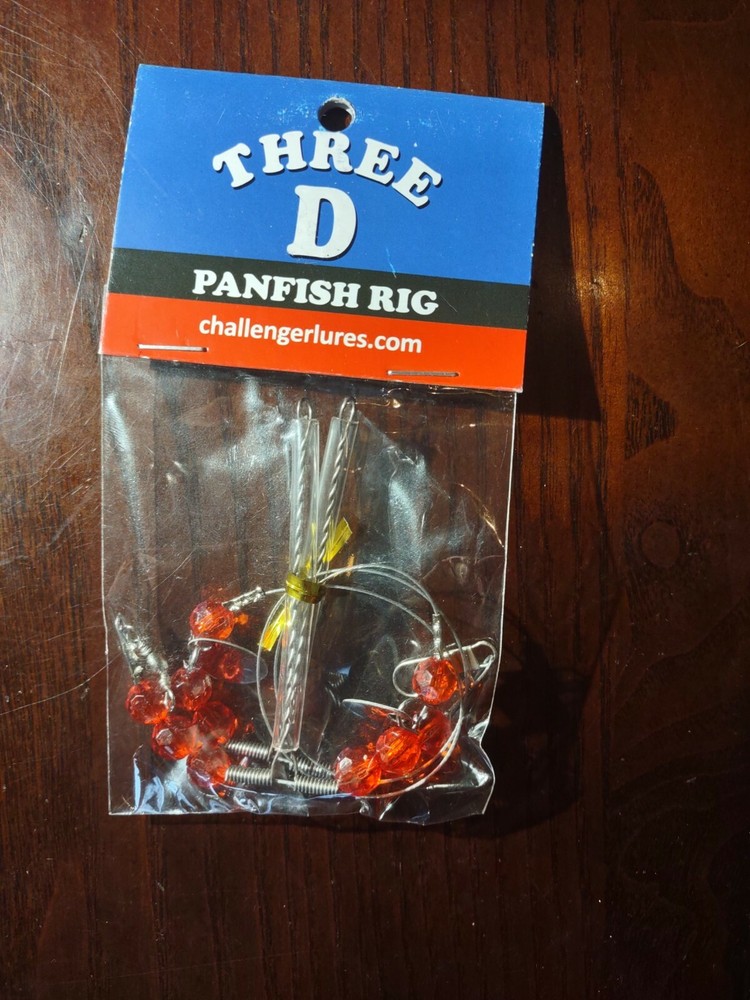 THREE
D
PANFISH RIG
challengerlures.com